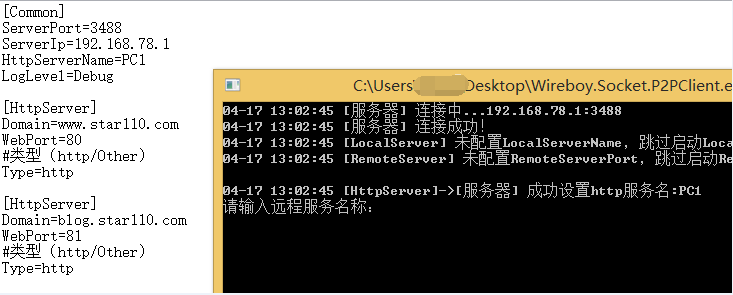 [Common]
ServerPort=3488
ServerIp=192.168.78.1
HttpServerName=PC1
LogLevel=Debug
[HttpServer]
Domain=www.star110.com
WebPort=80
#类型（http/Other）
Type=http
[HttpServer]
Domain=blog.star110.com
WebPort=81
#类型（http/Other）
Type=http
C:\Users Desktop\Wireboy.Socket.P2PClient.e
04-17 13:02:45 [服务器] 连接中...192.168.78.1:3488
04-17 13:02:45 [服务器] 连接成功！
04-17 13:02:45 [LocalServer] 未配置LocalServerName，跳过启动Loca
04-17 13:02:45 [RemoteServer] 未配置RemoteServerPort，跳过启动Re
04-17 13:02:45 [HttpServer]->[服务器] 成功设置http服务名:PC1
请输入远程服务名称：